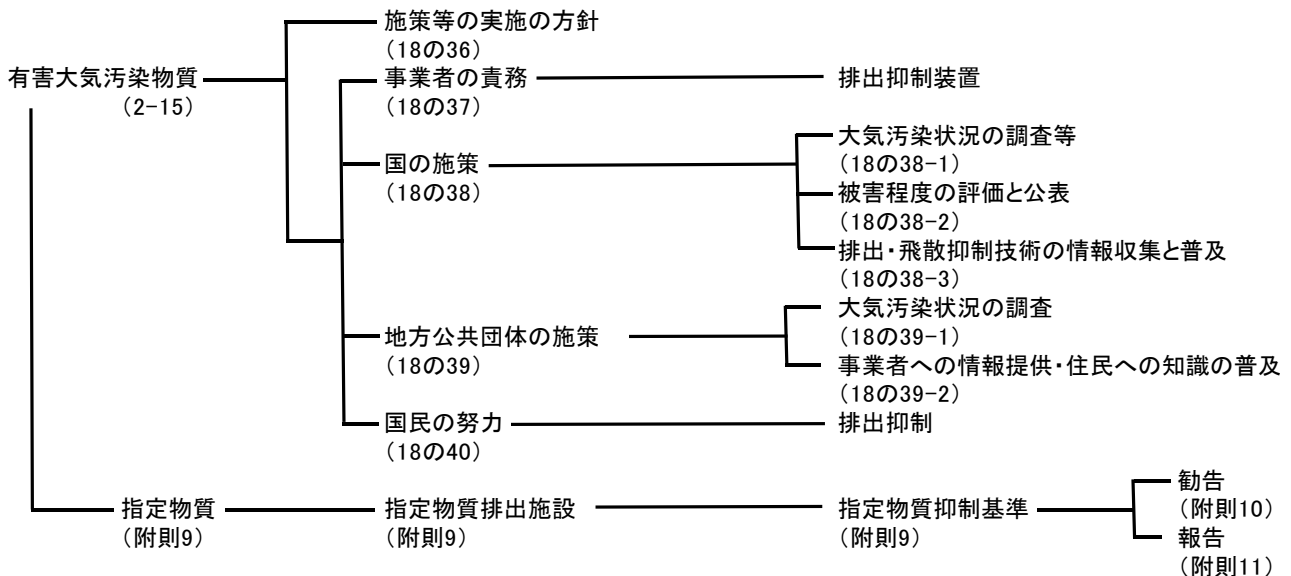 施策等の実施の方針
(18の36)
有害大気汚染物質
(2-15)
事業者の責務
(18の37)
排出抑制装置
国の施策
(18の38)
大気汚染状況の調査等
(18の38-1)
被害程度の評価と公表
(18の38-2)
排出・飛散抑制技術の情報収集と普及
(18の38-3)
地方公共団体の施策
(18の39)
大気汚染状況の調査
(18の39-1)
事業者への情報提供・住民への知識の普及
(18の39-2)
国民の努力
(18の40)
排出抑制
指定物質
(附則9)
指定物質排出施設
(附則9)
指定物質抑制基準
(附則9)
勧告
(附則10)
報告
(附則11)